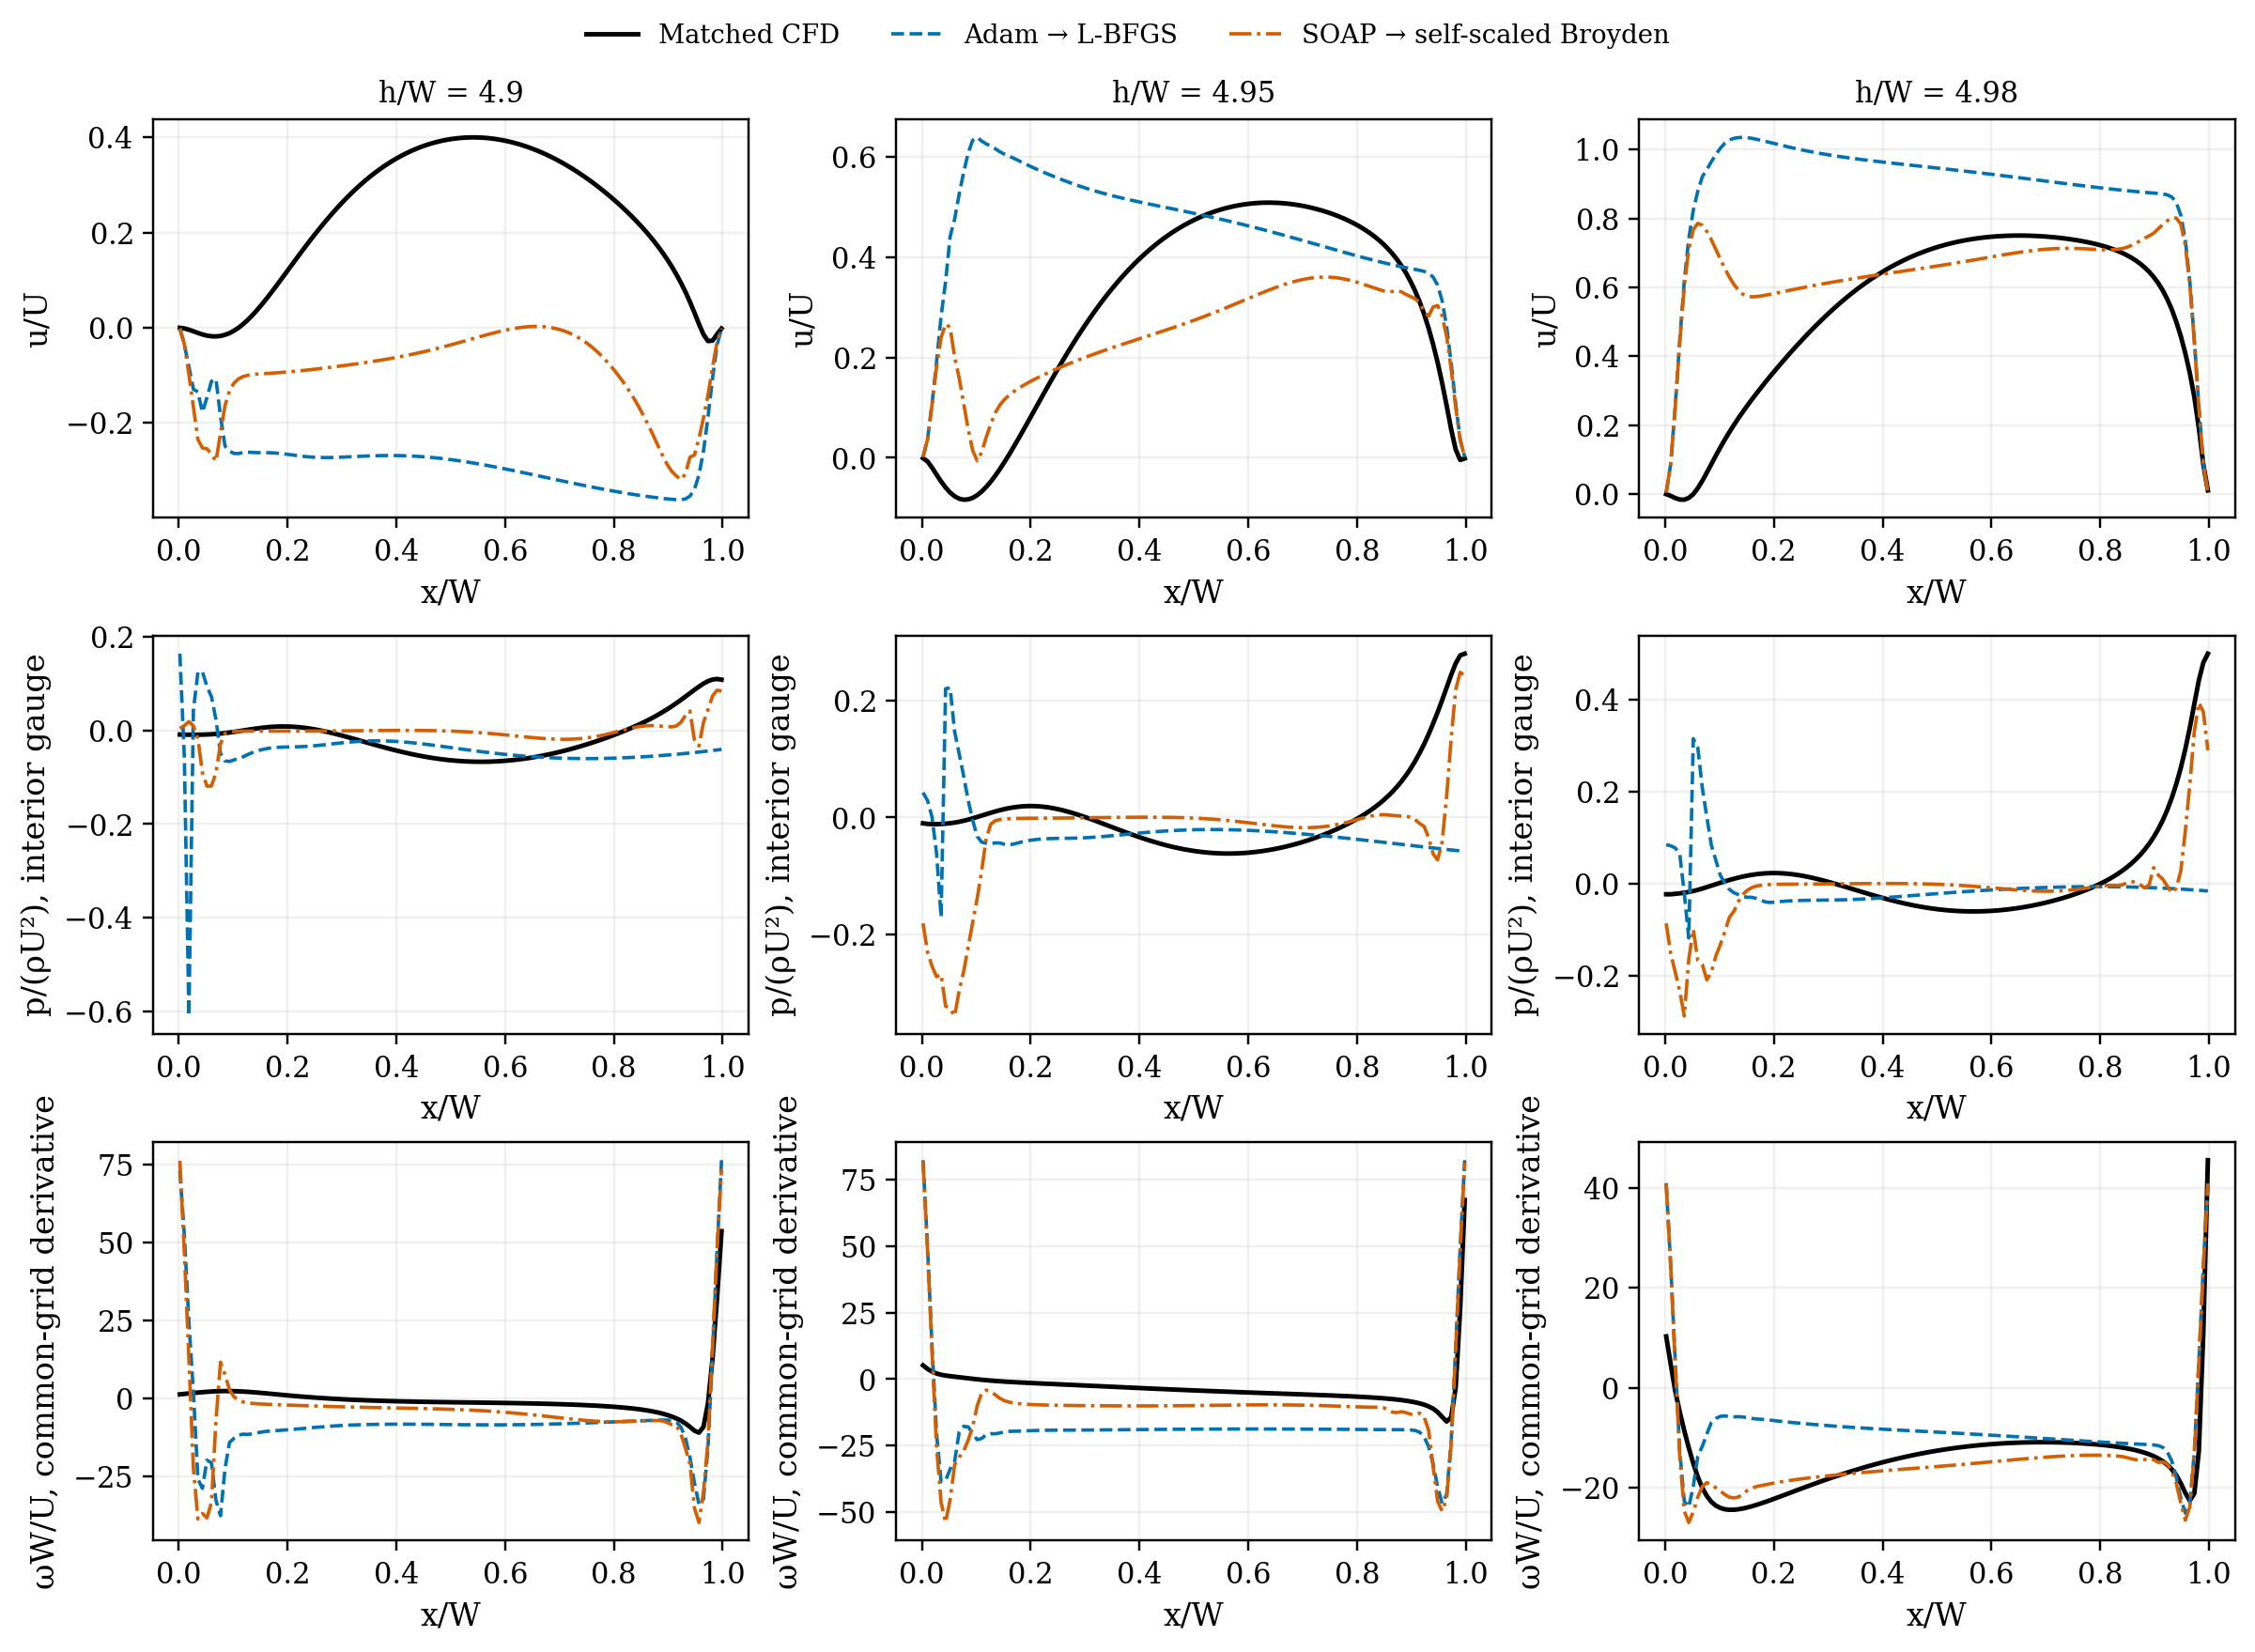 Matched CFD
Adam → L-BFGS
SOAP → self-scaled Broyden
h/W = 4.9
h/W = 4.95
h/W = 4.98
u/U
0.4
0.2
0.0
−0.2
0.0 0.2 0.4 0.6 0.8 1.0
x/W
u/U
0.6
0.4
0.2
0.0
0.0 0.2 0.4 0.6 0.8 1.0
x/W
u/U
1.0
0.8
0.6
0.4
0.2
0.0
0.0 0.2 0.4 0.6 0.8 1.0
x/W
p/(ρU²), interior gauge
0.2
0.0
−0.2
−0.4
−0.6
0.0 0.2 0.4 0.6 0.8 1.0
x/W
p/(ρU²), interior gauge
0.2
0.0
−0.2
0.0 0.2 0.4 0.6 0.8 1.0
x/W
p/(ρU²), interior gauge
0.4
0.2
0.0
−0.2
0.0 0.2 0.4 0.6 0.8 1.0
x/W
ωW/U, common-grid derivative
75
50
25
0
−25
0.0 0.2 0.4 0.6 0.8 1.0
x/W
ωW/U, common-grid derivative
75
50
25
0
−25
−50
0.0 0.2 0.4 0.6 0.8 1.0
x/W
ωW/U, common-grid derivative
40
20
0
−20
0.0 0.2 0.4 0.6 0.8 1.0
x/W